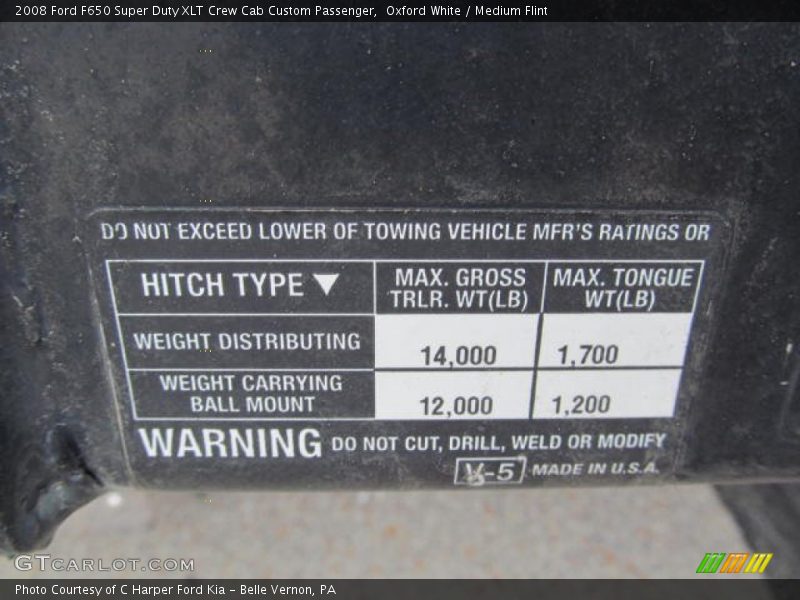 2008 Ford F650 Super Duty XLT Crew Cab Custom Passenger, Oxford White / Medium Flint
DO NOT EXCEED LOWER OF TOWING VEHICLE MFR'S RATINGS OR
HITCH TYPE ▼ MAX. GROSS TRLR. WT(LB) MAX. TONGUE WT(LB)
WEIGHT DISTRIBUTING 14,000 1,700
WEIGHT CARRYING BALL MOUNT 12,000 1,200
WARNING DO NOT CUT, DRILL, WELD OR MODIFY
V-5 MADE IN U.S.A.
GTCARLOT.COM
Photo Courtesy of C Harper Ford Kia - Belle Vernon, PA